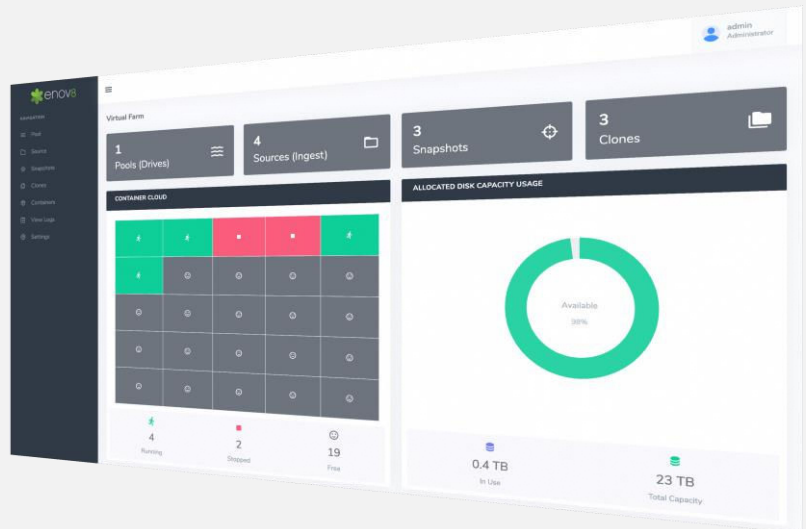 admin
Administrator
enov8
NAVIGATION
Pool
Source
Snapshots
Clones
Containers
View Logs
Settings
Virtual Farm
1
Pools (Drives)
4
Sources (Ingest)
3
Snapshots
3
Clones
CONTAINER CLOUD
4
Running
2
Stopped
19
Free
ALLOCATED DISK CAPACITY USAGE
Available
98%
0.4 TB
In Use
23 TB
Total Capacity